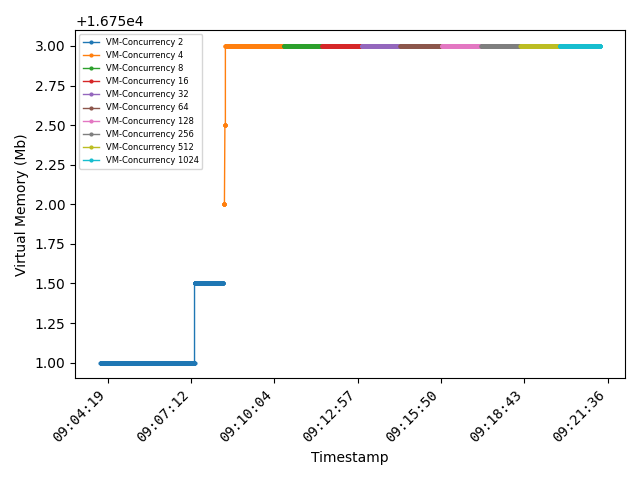 +1.675e4
3.00
2.75
2.50
2.25
2.00
1.75
1.50
1.25
1.00
Virtual Memory (Mb)
VM-Concurrency 2
VM-Concurrency 4
VM-Concurrency 8
VM-Concurrency 16
VM-Concurrency 32
VM-Concurrency 64
VM-Concurrency 128
VM-Concurrency 256
VM-Concurrency 512
VM-Concurrency 1024
09:04:19
09:07:12
09:10:04
09:12:57
09:15:50
09:18:43
09:21:36
Timestamp